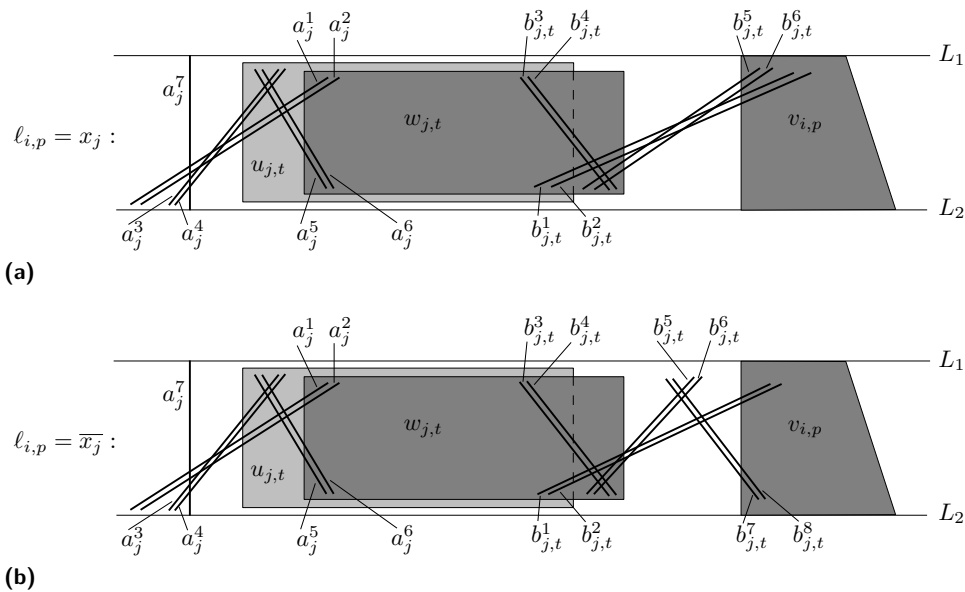 a_j^1 a_j^2 b_{j,t}^3 b_{j,t}^4 b_{j,t}^5 b_{j,t}^6
L_1
a_j^7
w_{j,t} v_{i,p}
ℓ_{i,p} = x_j :
u_{j,t}
L_2
a_j^3 a_j^4 a_j^5 a_j^6 b_{j,t}^1 b_{j,t}^2
(a)
a_j^1 a_j^2 b_{j,t}^3 b_{j,t}^4 b_{j,t}^5 b_{j,t}^6
L_1
a_j^7
w_{j,t} v_{i,p}
ℓ_{i,p} = \overline{x_j} :
u_{j,t}
L_2
a_j^3 a_j^4 a_j^5 a_j^6 b_{j,t}^1 b_{j,t}^2 b_{j,t}^7 b_{j,t}^8
(b)